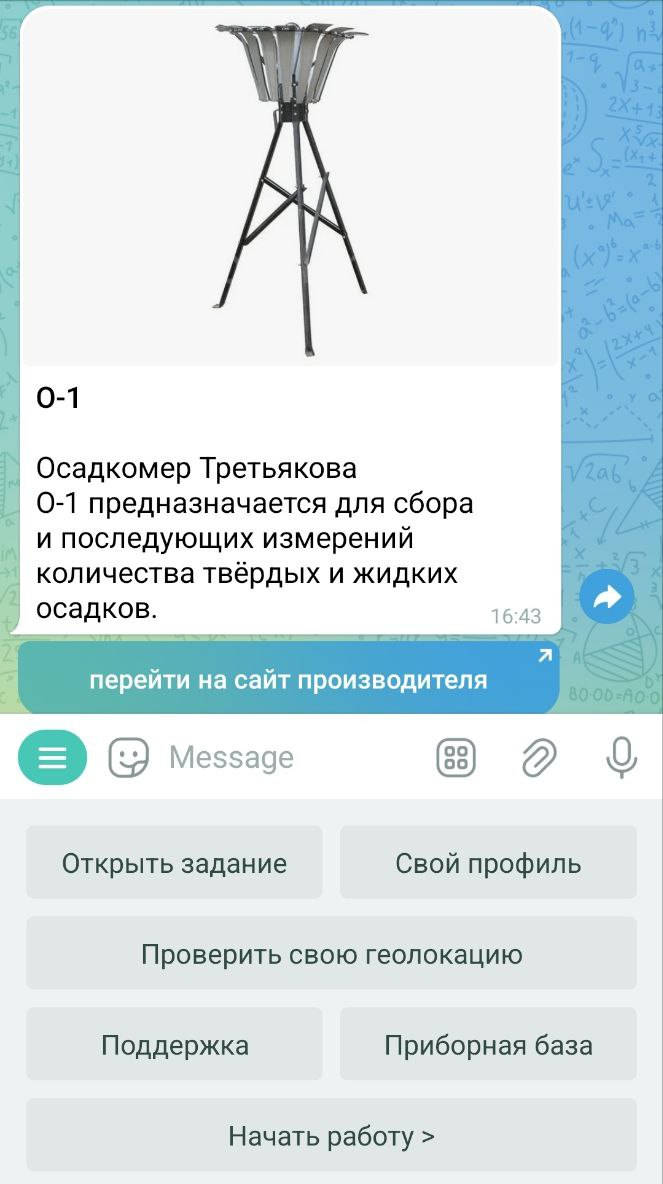 О-1
Осадкомер Третьякова
О-1 предназначается для сбора
и последующих измерений
количества твёрдых и жидких
осадков.
16:43
перейти на сайт производителя
Message
Открыть задание
Свой профиль
Проверить свою геолокацию
Поддержка
Приборная база
Начать работу >